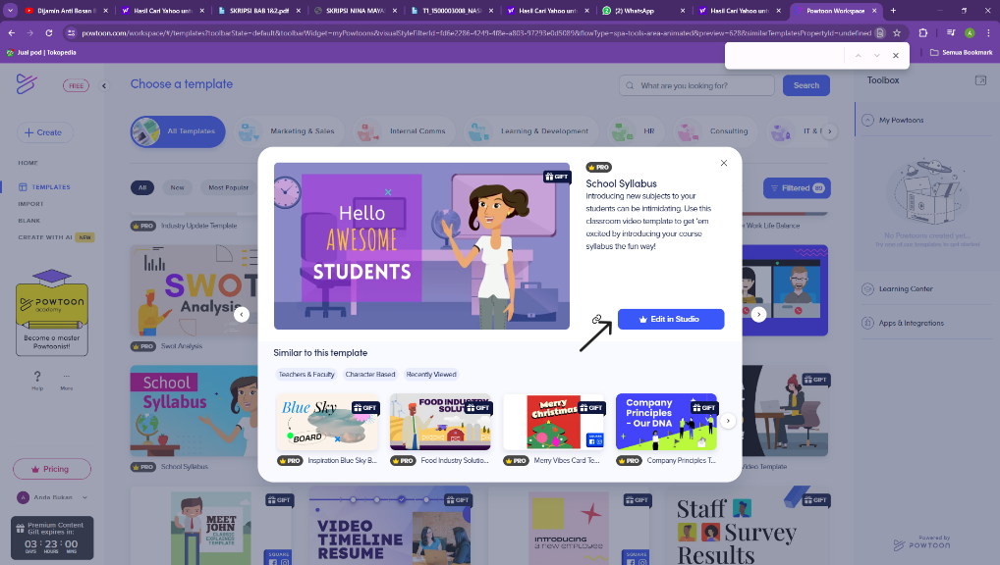 Dijamin Anti Bosan B
Hasil Cari Yahoo untu
SKRIPSI BAB 1&2.pdf
SKRIPSI NINA MAYA
T1_1500003008_NAS
Hasil Cari Yahoo unt
(2) WhatsApp
Hasil Cari Yahoo unt
Powtoon Workspace
powtoon.com/workspace/#/templates?toolbarState=default&toolbarWidget=myPowtoons&visualStyleFilterId=fd6e2286-4249-4f8e-a803-97293e0d5089&flowType=spa-tools-area-animated&preview=628&similarTemplatesPropertyId=undefined
Jual pod | Tokopedia
Semua Bookmark
FREE
Choose a template
What are you looking for?
Search
Toolbox
+ Create
All Templates
Marketing & Sales
Internal Comms
Learning & Development
HR
Consulting
IT &
My Powtoons
HOME
TEMPLATES
IMPORT
BLANK
CREATE WITH AI NEW
All
New
Most Popular
Filtered 89
PRO Industry Update Template
Work Life Balance
No Powtoons created yet...
SWOT
Analysis
PRO Swot Analysis
POWTOON
academy
Become a master
Powtoonist!
Help
More
Learning Center
Apps & Integrations
Hello
AWESOME
STUDENTS
GIFT
PRO
School Syllabus
Introducing new subjects to your
students can be intimidating. Use this
classroom video template to get 'em
excited by introducing your course
syllabus the fun way!
Edit in Studio
Similar to this template
Teachers & Faculty
Character Based
Recently Viewed
Blue Sky
BOARD
GIFT
FOOD INDUSTRY
SOLUT
GIFT
Merry
Christmas
GIFT
SQUARE
Company
Principles
- Our DNA
GIFT
PRO Inspiration Blue Sky B...
PRO Food Industry Solutio...
PRO Merry Vibes Card Te...
PRO Company Principles T...
School
Syllabus
PRO School Syllabus
GIFT
Video Template
Pricing
Anda Bukan
Premium Content
Gift expires in:
03 : 23 : 00
DAYS HOURS MINS
MEET
JOHN
CLASSIC
EXPLAINER
TEMPLATE
GIFT
SQUARE
VIDEO
TIMELINE
RESUME
GIFT
introducing
a new employee
GIFT
SQUARE
Staff
Survey
Results
GIFT
Powered by
POWTOON